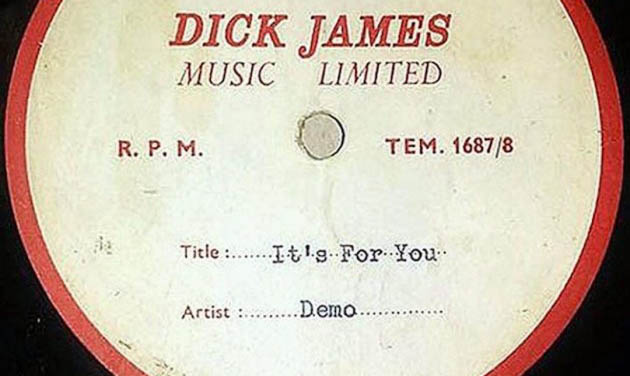 DICK JAMES
MUSIC LIMITED
R. P. M. TEM. 1687/8
Title :......It's·For·You··
Artist :.........Demo...............